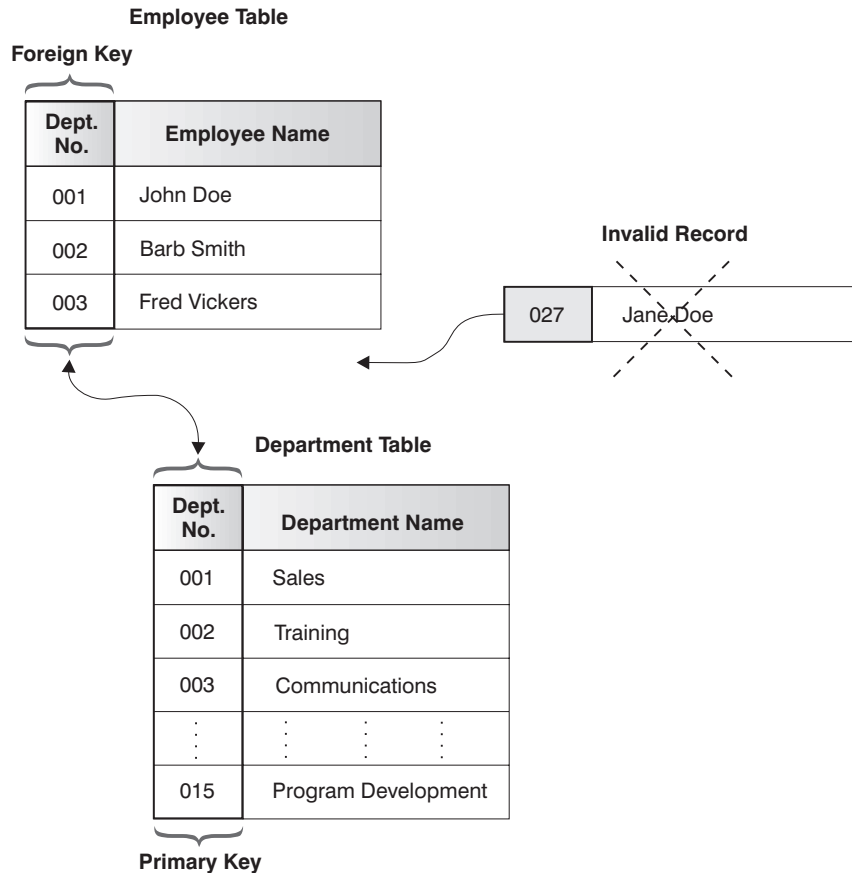 Employee Table
Foreign Key
Dept. No. Employee Name
001 John Doe
002 Barb Smith
003 Fred Vickers
Invalid Record
027 Jane Doe
Department Table
Dept. No. Department Name
001 Sales
002 Training
003 Communications
015 Program Development
Primary Key